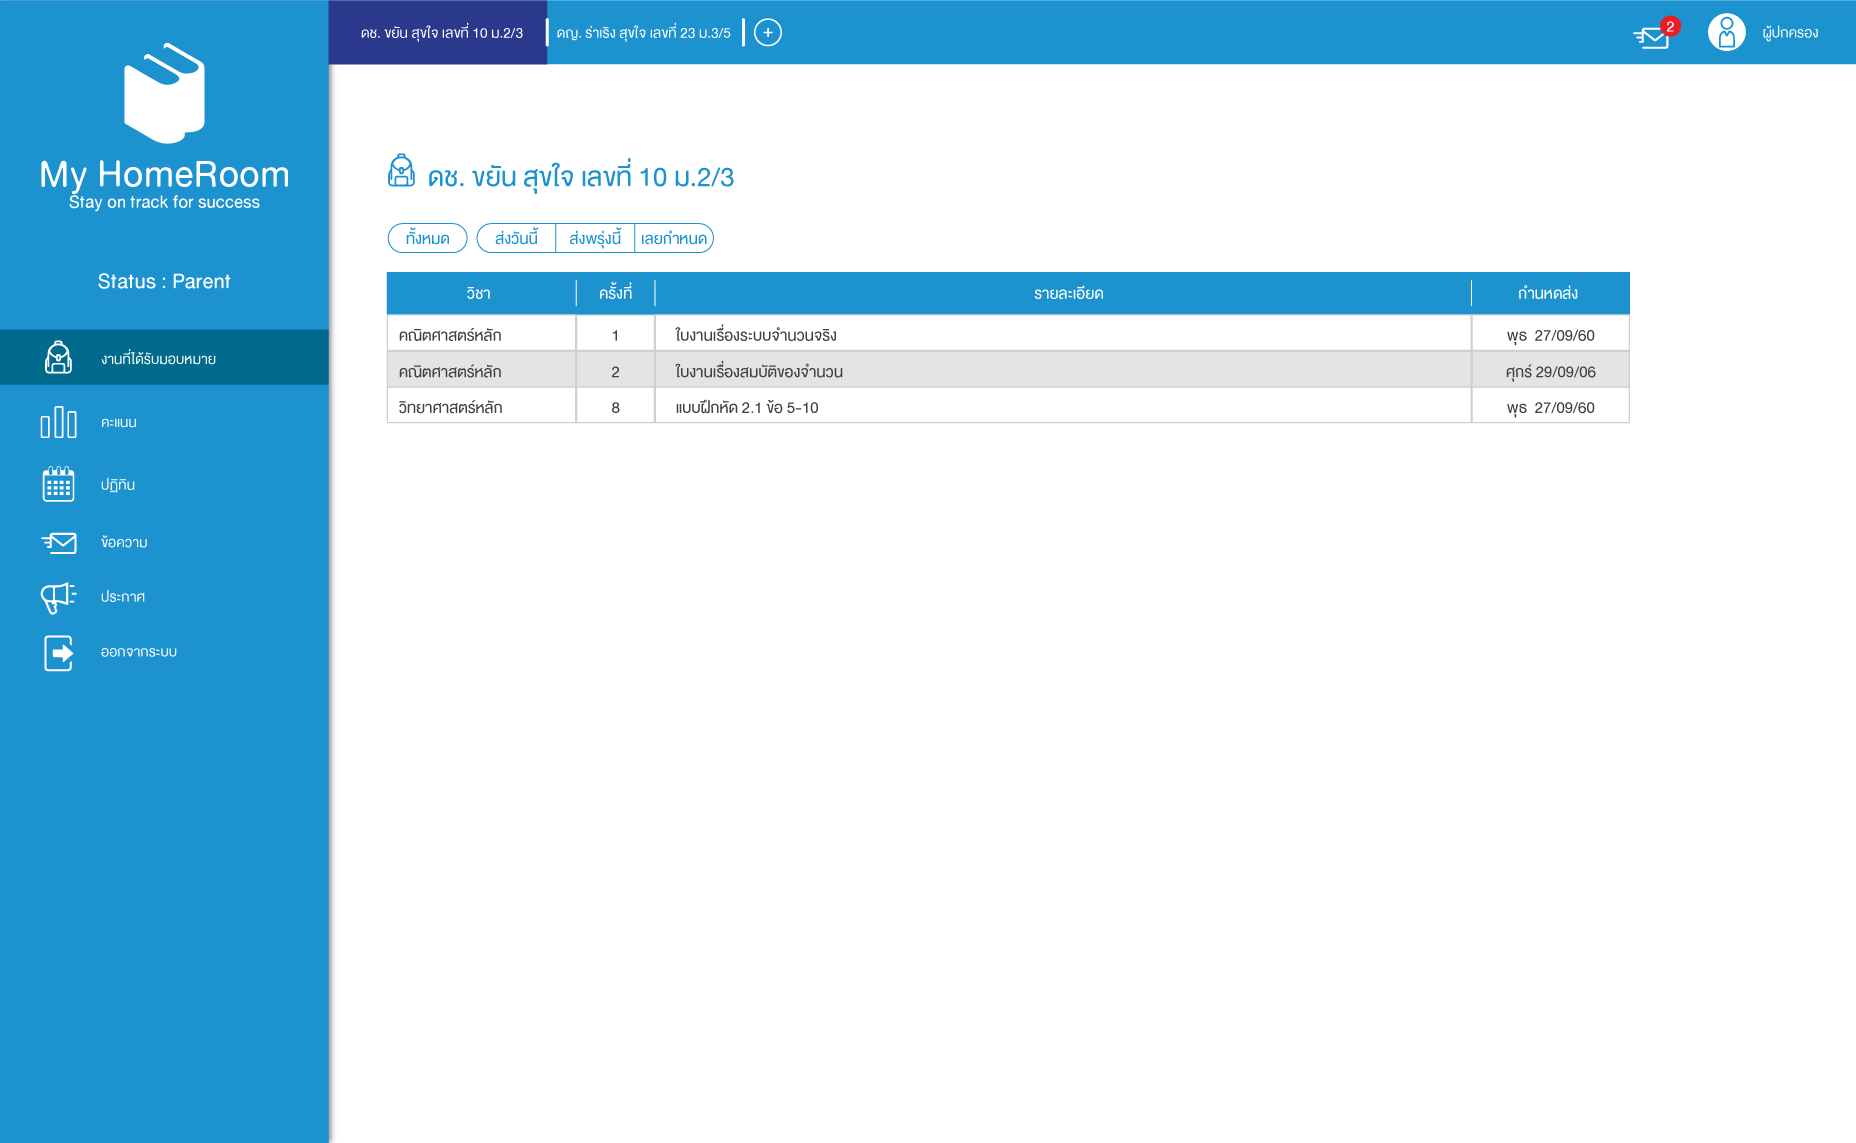 ดช. ขยัน สุขใจ เลขที่ 10 ม.2/3
ดญ. ร่าเริง สุขใจ เลขที่ 23 ม.3/5
+
2
ผู้ปกครอง
My HomeRoom
Stay on track for success
Status : Parent
งานที่ได้รับมอบหมาย
คะแนน
ปฏิทิน
ข้อความ
ประกาศ
ออกจากระบบ
ดช. ขยัน สุขใจ เลขที่ 10 ม.2/3
ทั้งหมด ส่งวันนี้ ส่งพรุ่งนี้ เลยกำหนด
วิชา ครั้งที่ รายละเอียด กำนหดส่ง
คณิตศาสตร์หลัก 1 ใบงานเรื่องระบบจำนวนจริง พุธ 27/09/60
คณิตศาสตร์หลัก 2 ใบงานเรื่องสมบัติของจำนวน ศุกร์ 29/09/06
วิทยาศาสตร์หลัก 8 แบบฝึกหัด 2.1 ข้อ 5-10 พุธ 27/09/60